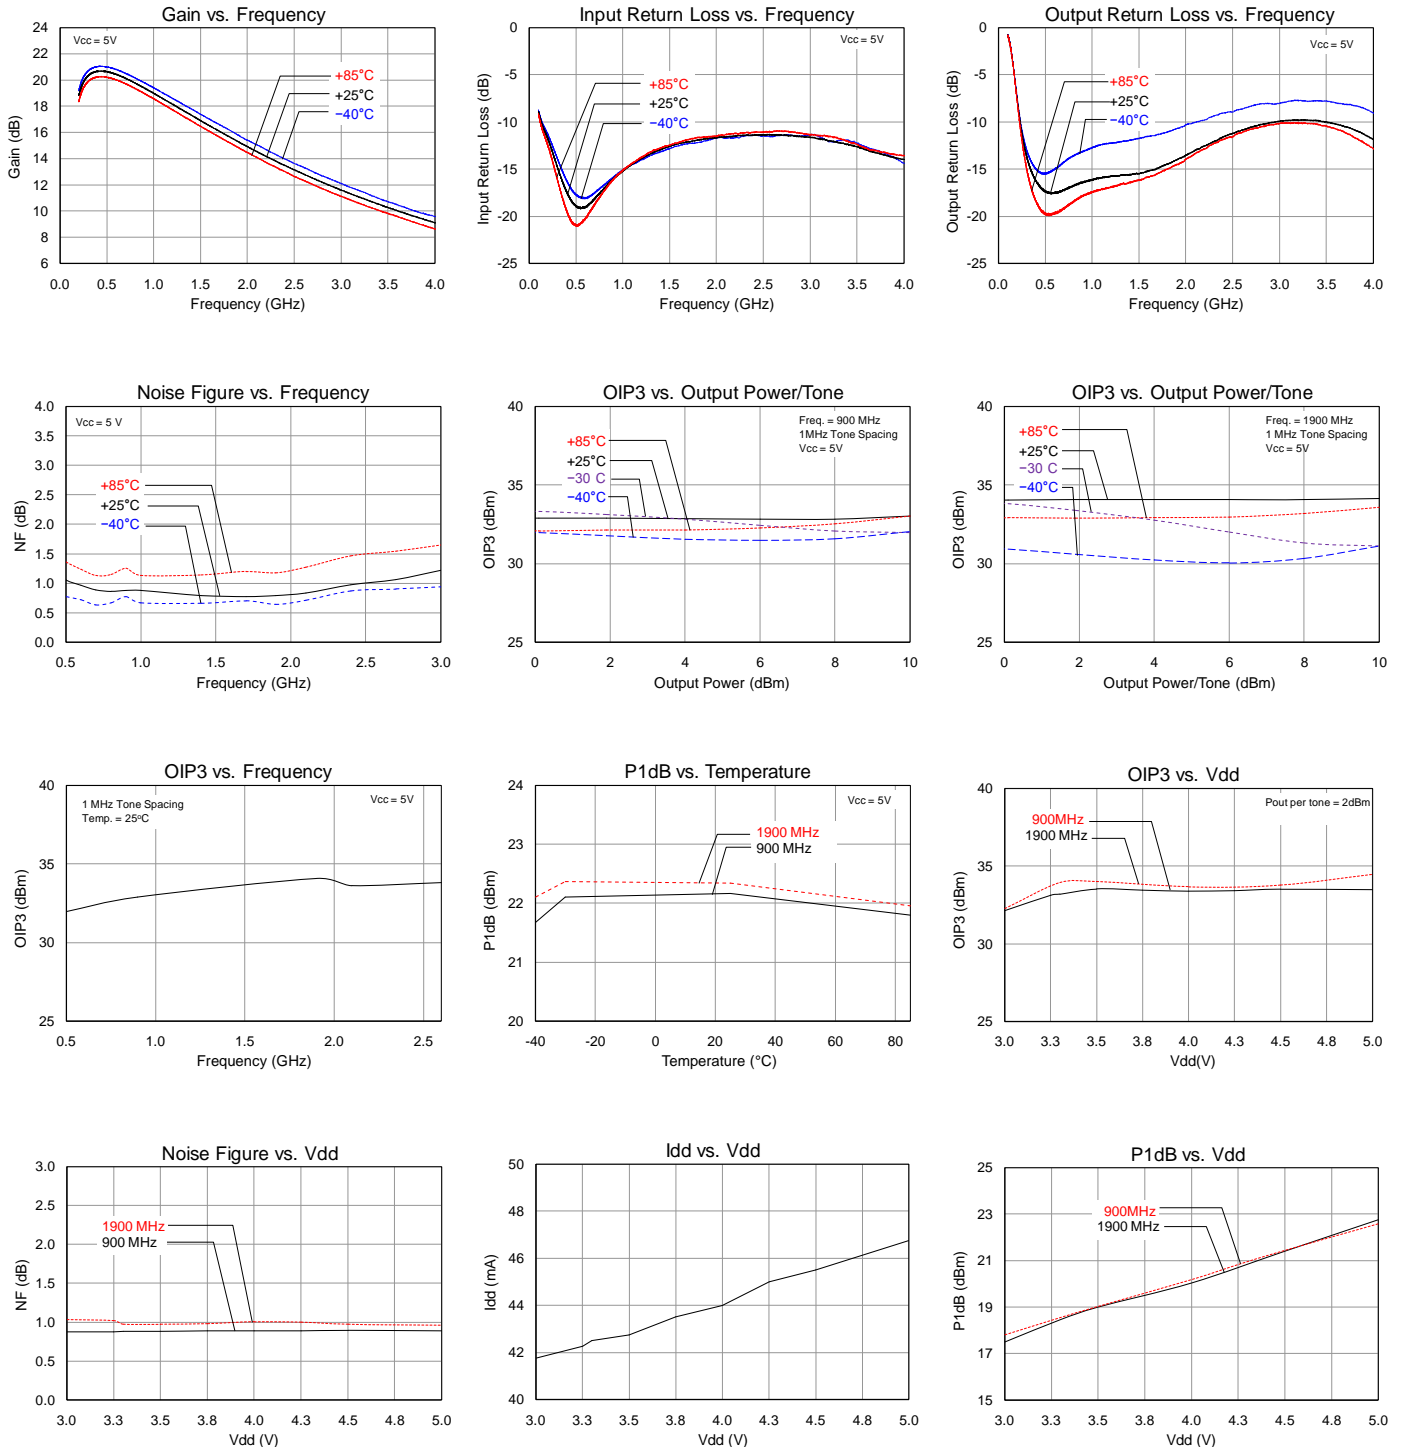 Gain vs. Frequency
Vcc = 5V
+85°C
+25°C
−40°C
Gain (dB)
24
22
20
18
16
14
12
10
8
6
0.0 0.5 1.0 1.5 2.0 2.5 3.0 3.5 4.0
Frequency (GHz)
Input Return Loss vs. Frequency
Vcc = 5V
+85°C
+25°C
−40°C
Input Return Loss (dB)
0
-5
-10
-15
-20
-25
0.0 0.5 1.0 1.5 2.0 2.5 3.0 3.5 4.0
Frequency (GHz)
Output Return Loss vs. Frequency
Vcc = 5V
+85°C
+25°C
−40°C
Output Return Loss (dB)
0
-5
-10
-15
-20
-25
0.0 0.5 1.0 1.5 2.0 2.5 3.0 3.5 4.0
Frequency (GHz)
Noise Figure vs. Frequency
Vcc = 5 V
+85°C
+25°C
−40°C
NF (dB)
4.0
3.5
3.0
2.5
2.0
1.5
1.0
0.5
0.0
0.5 1.0 1.5 2.0 2.5 3.0
Frequency (GHz)
OIP3 vs. Output Power/Tone
Freq. = 900 MHz
1MHz Tone Spacing
Vcc = 5V
+85°C
+25°C
−30 C
−40°C
OIP3 (dBm)
40
35
30
25
0 2 4 6 8 10
Output Power (dBm)
OIP3 vs. Output Power/Tone
Freq. = 1900 MHz
1 MHz Tone Spacing
Vcc = 5V
+85°C
+25°C
−30 C
−40°C
OIP3 (dBm)
40
35
30
25
0 2 4 6 8 10
Output Power/Tone (dBm)
OIP3 vs. Frequency
1 MHz Tone Spacing
Temp. = 25°C
Vcc = 5V
OIP3 (dBm)
40
35
30
25
0.5 1.0 1.5 2.0 2.5
Frequency (GHz)
P1dB vs. Temperature
Vcc = 5V
1900 MHz
900 MHz
P1dB (dBm)
24
23
22
21
20
-40 -20 0 20 40 60 80
Temperature (°C)
OIP3 vs. Vdd
Pout per tone = 2dBm
900MHz
1900 MHz
OIP3 (dBm)
40
35
30
25
3.0 3.3 3.5 3.8 4.0 4.3 4.5 4.8 5.0
Vdd(V)
Noise Figure vs. Vdd
1900 MHz
900 MHz
NF (dB)
3.0
2.5
2.0
1.5
1.0
0.5
0.0
3.0 3.3 3.5 3.8 4.0 4.3 4.5 4.8 5.0
Vdd (V)
Idd vs. Vdd
Idd (mA)
50
48
46
44
42
40
3.0 3.3 3.5 3.8 4.0 4.3 4.5 4.8 5.0
Vdd (V)
P1dB vs. Vdd
900MHz
1900 MHz
P1dB (dBm)
25
23
21
19
17
15
3.0 3.3 3.5 3.8 4.0 4.3 4.5 4.8 5.0
Vdd (V)